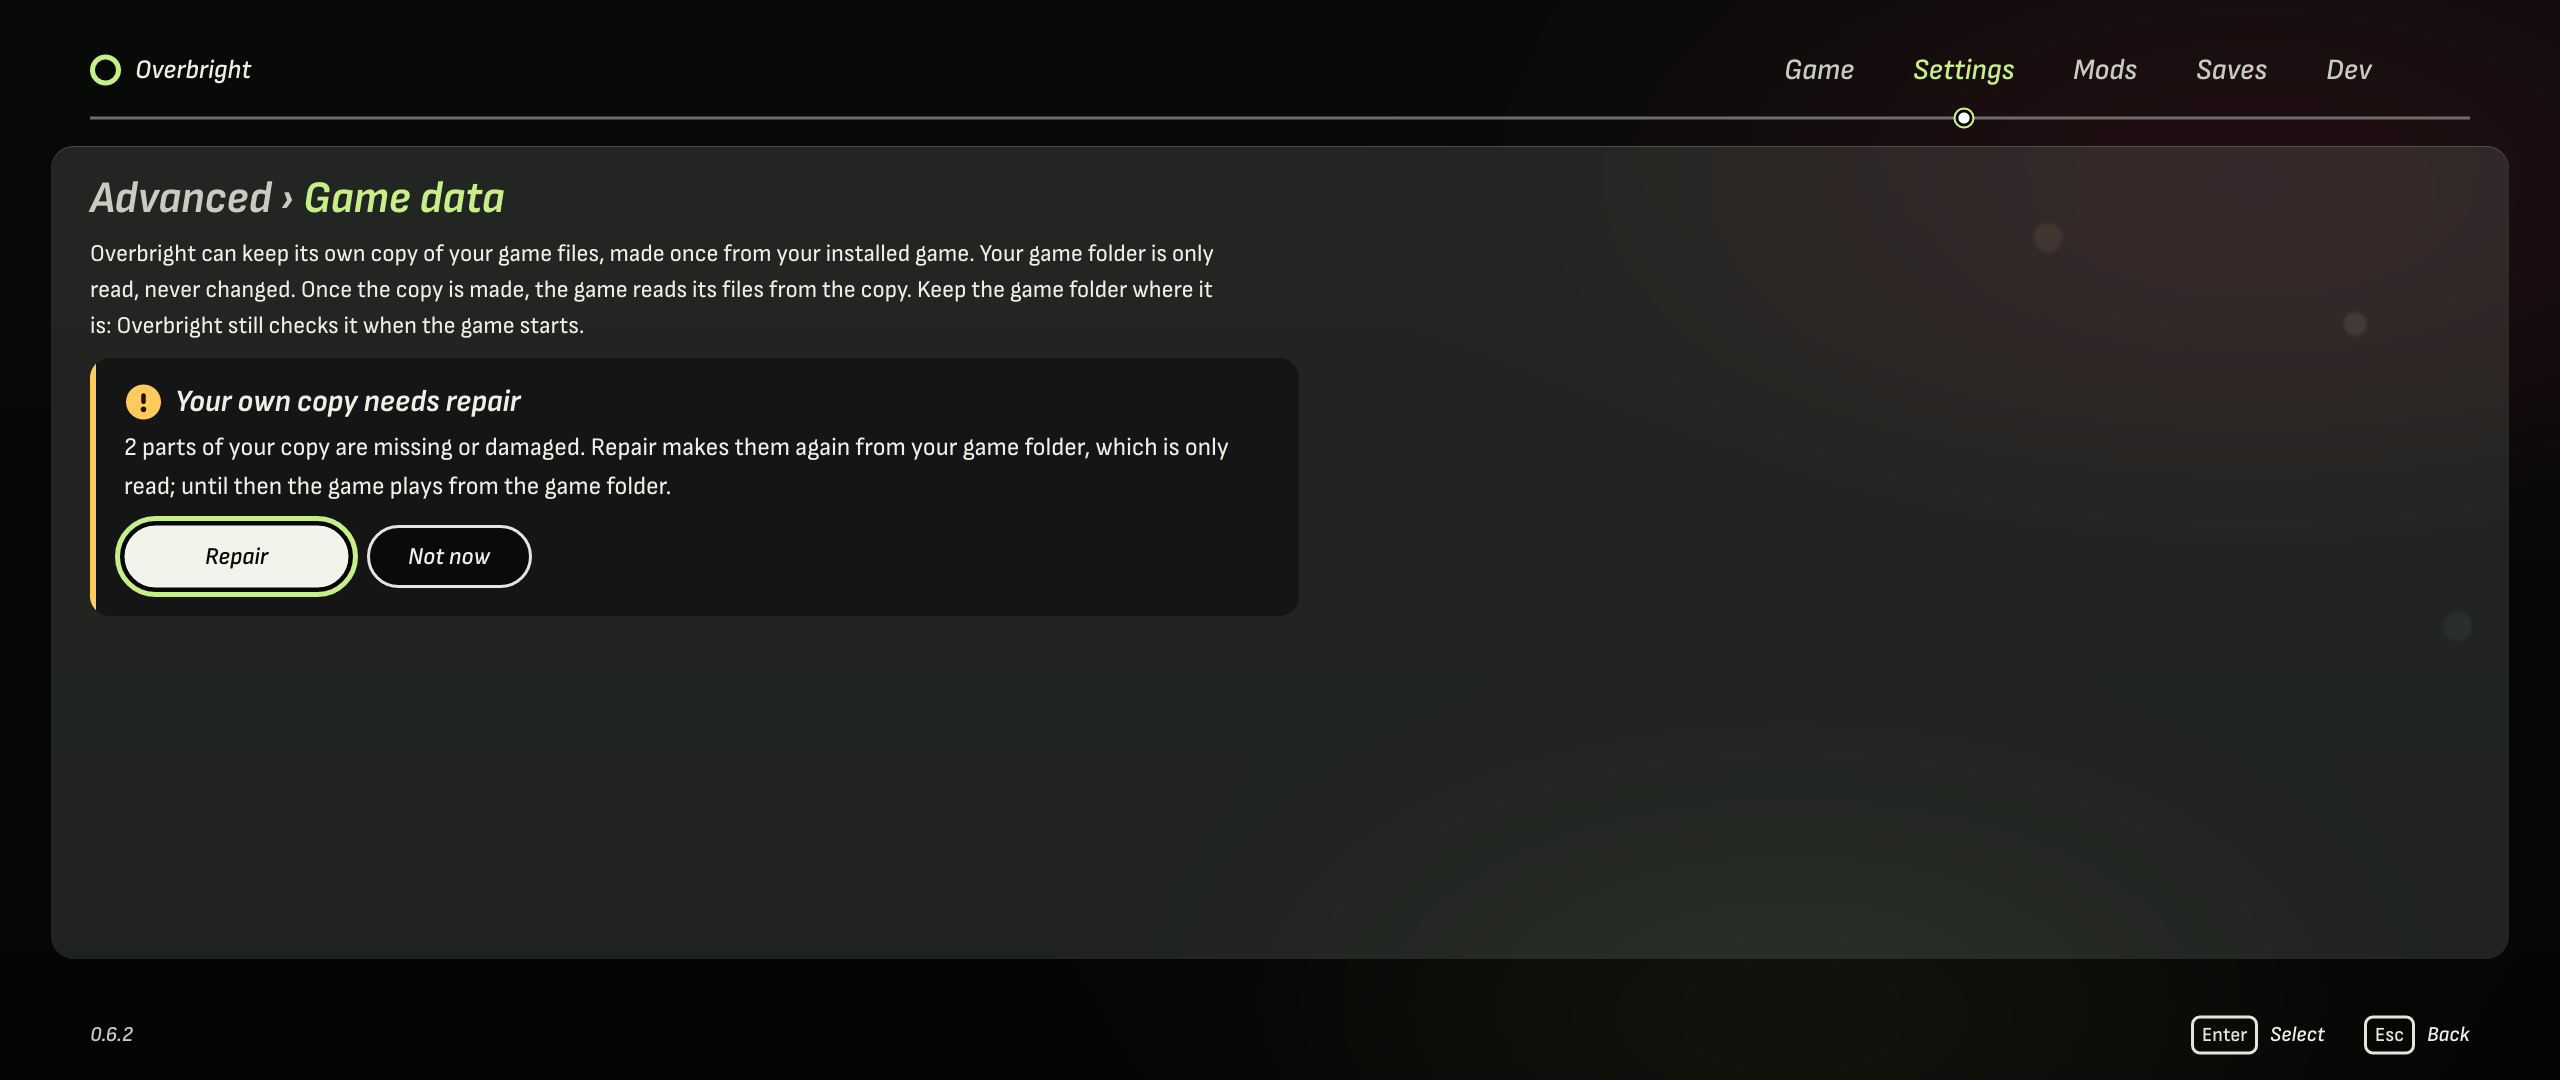 Overbright
Game
Settings
Mods
Saves
Dev
Advanced › Game data
Overbright can keep its own copy of your game files, made once from your installed game. Your game folder is only
read, never changed. Once the copy is made, the game reads its files from the copy. Keep the game folder where it
is: Overbright still checks it when the game starts.
Your own copy needs repair
2 parts of your copy are missing or damaged. Repair makes them again from your game folder, which is only
read; until then the game plays from the game folder.
Repair
Not now
0.6.2
Enter Select
Esc Back